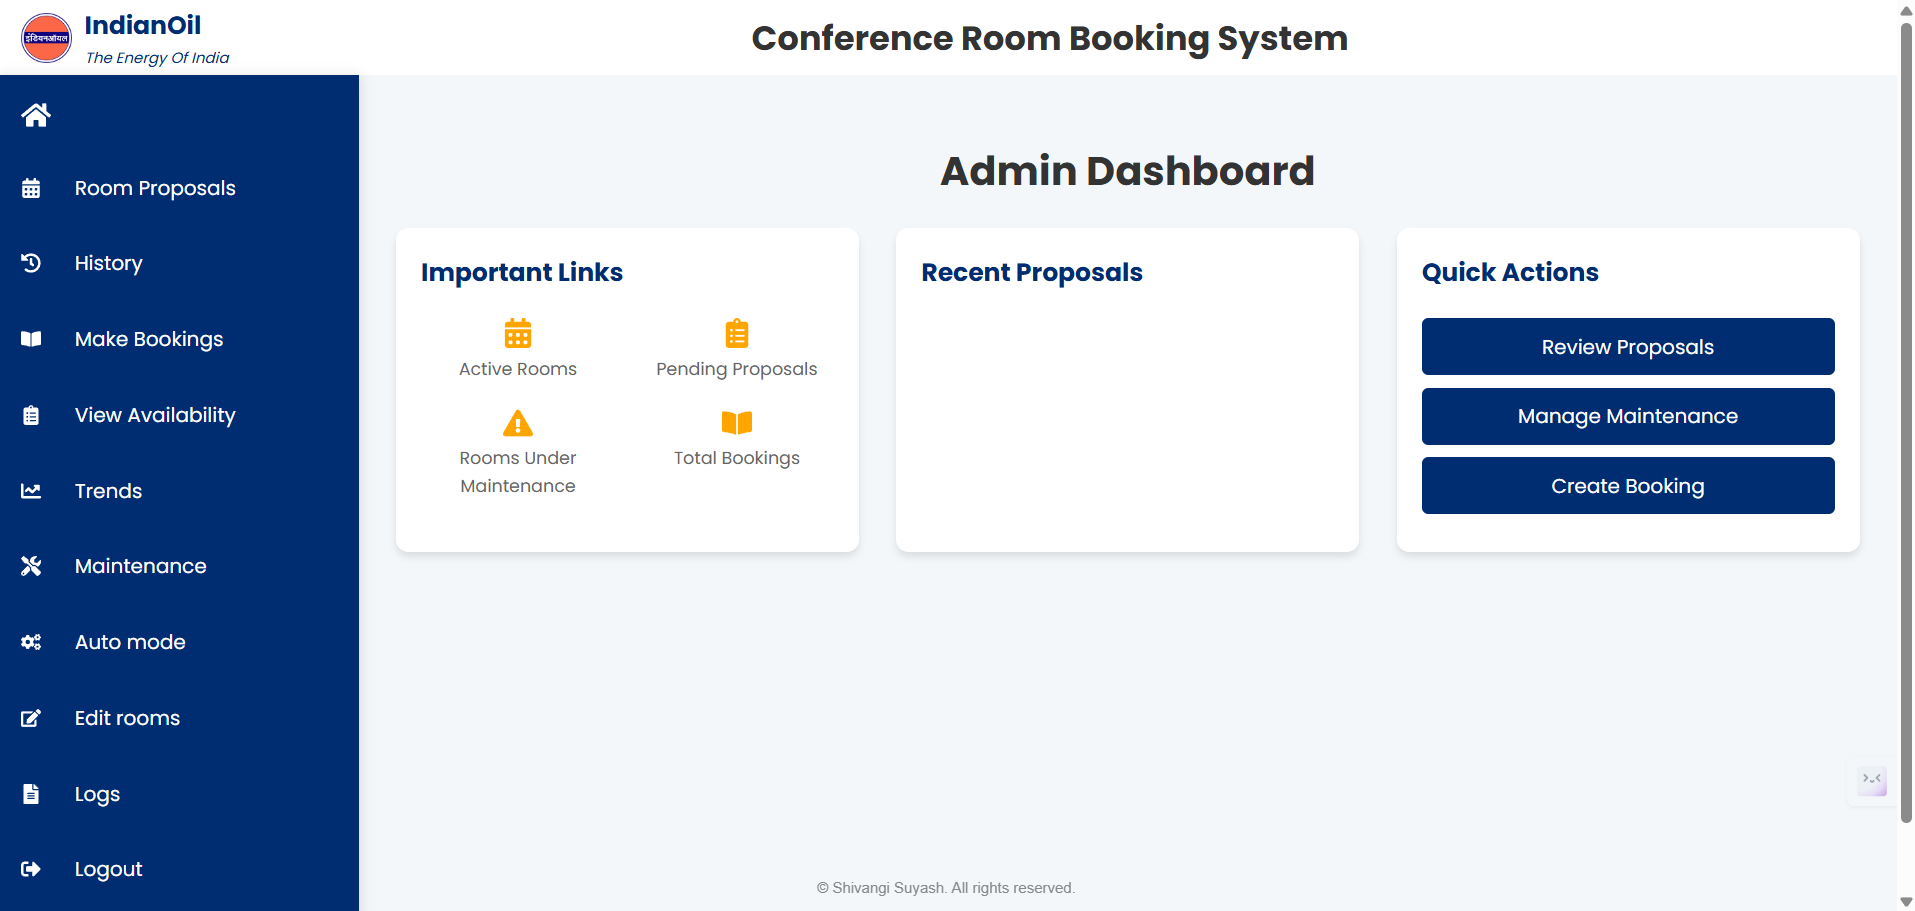 इंडियनऑयल
IndianOil
The Energy Of India
Conference Room Booking System
Room Proposals
History
Make Bookings
View Availability
Trends
Maintenance
Auto mode
Edit rooms
Logs
Logout
Admin Dashboard
Important Links
Active Rooms
Pending Proposals
Rooms Under
Maintenance
Total Bookings
Recent Proposals
Quick Actions
Review Proposals
Manage Maintenance
Create Booking
© Shivangi Suyash. All rights reserved.